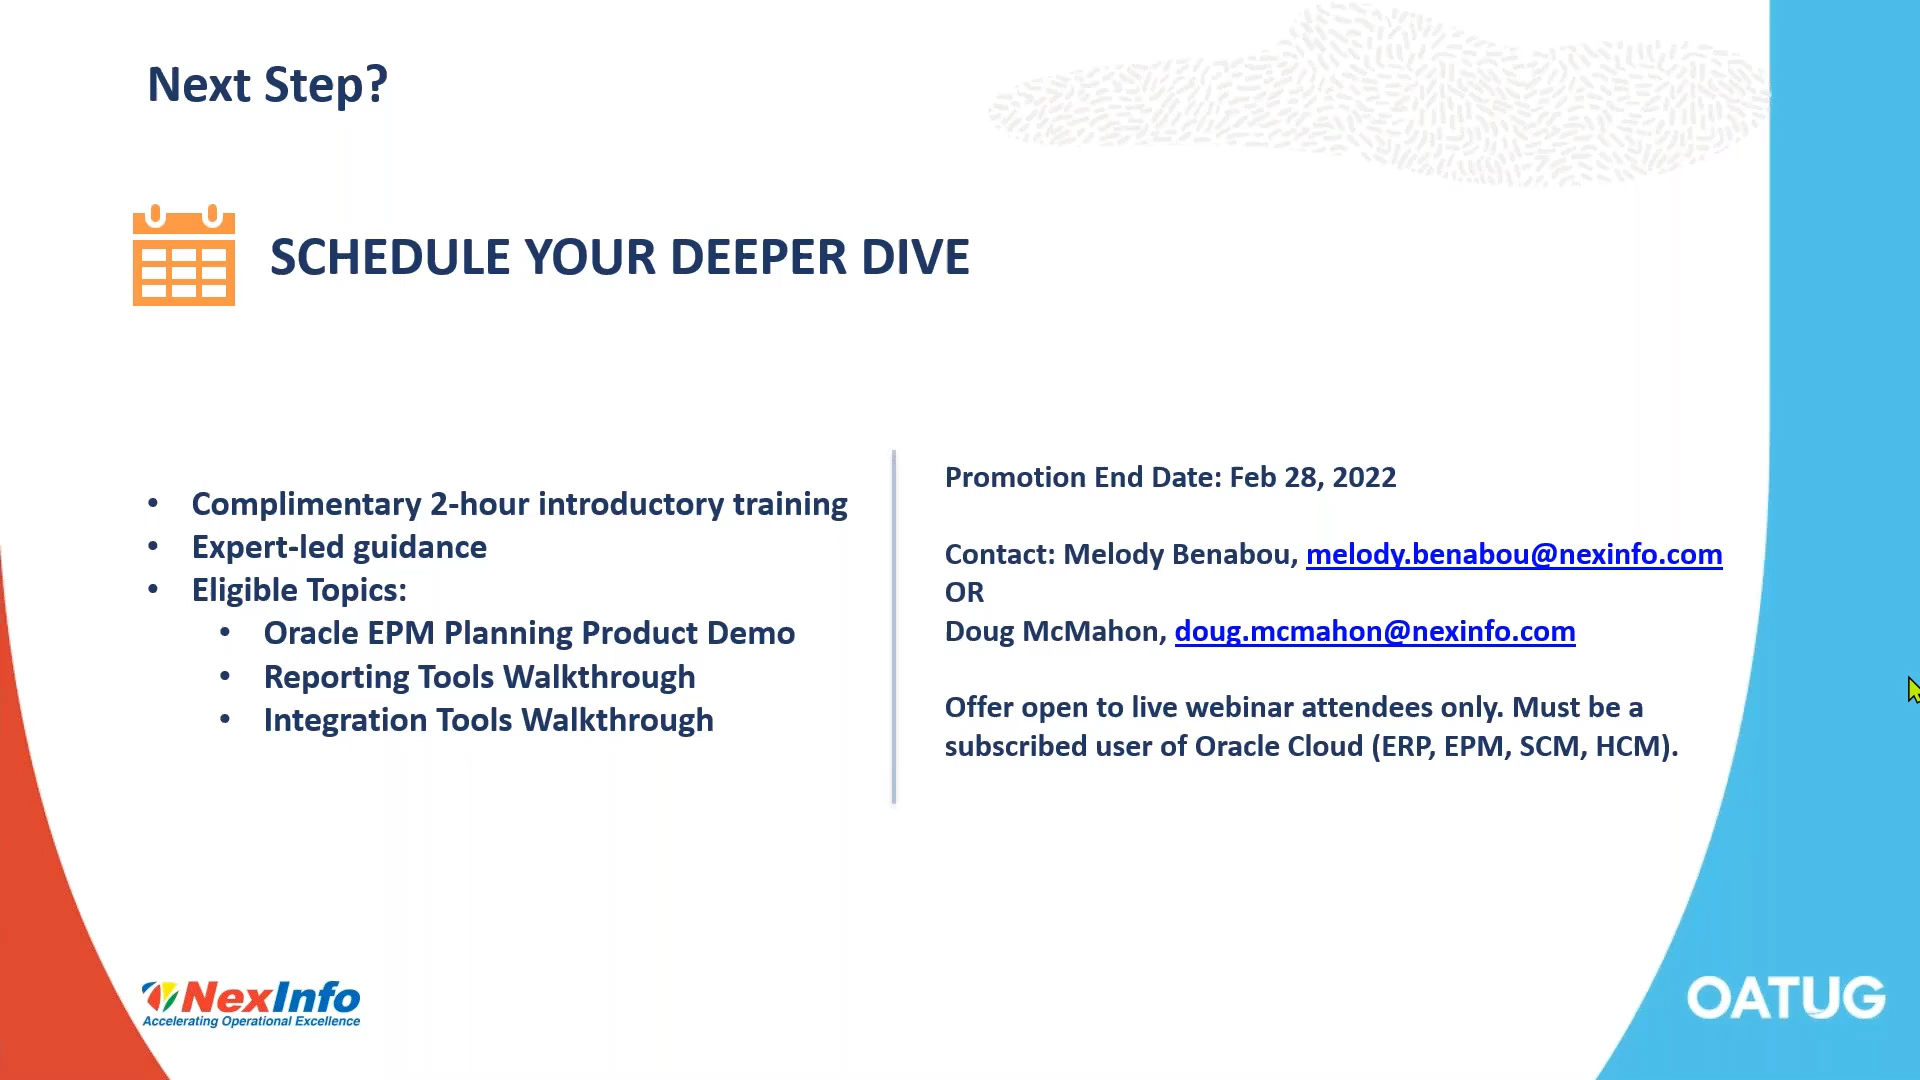 Next Step?
SCHEDULE YOUR DEEPER DIVE
• Complimentary 2-hour introductory training
• Expert-led guidance
• Eligible Topics:
• Oracle EPM Planning Product Demo
• Reporting Tools Walkthrough
• Integration Tools Walkthrough
Promotion End Date: Feb 28, 2022
Contact: Melody Benabou, melody.benabou@nexinfo.com
OR
Doug McMahon, doug.mcmahon@nexinfo.com
Offer open to live webinar attendees only. Must be a
subscribed user of Oracle Cloud (ERP, EPM, SCM, HCM).
NexInfo
Accelerating Operational Excellence
OATUG